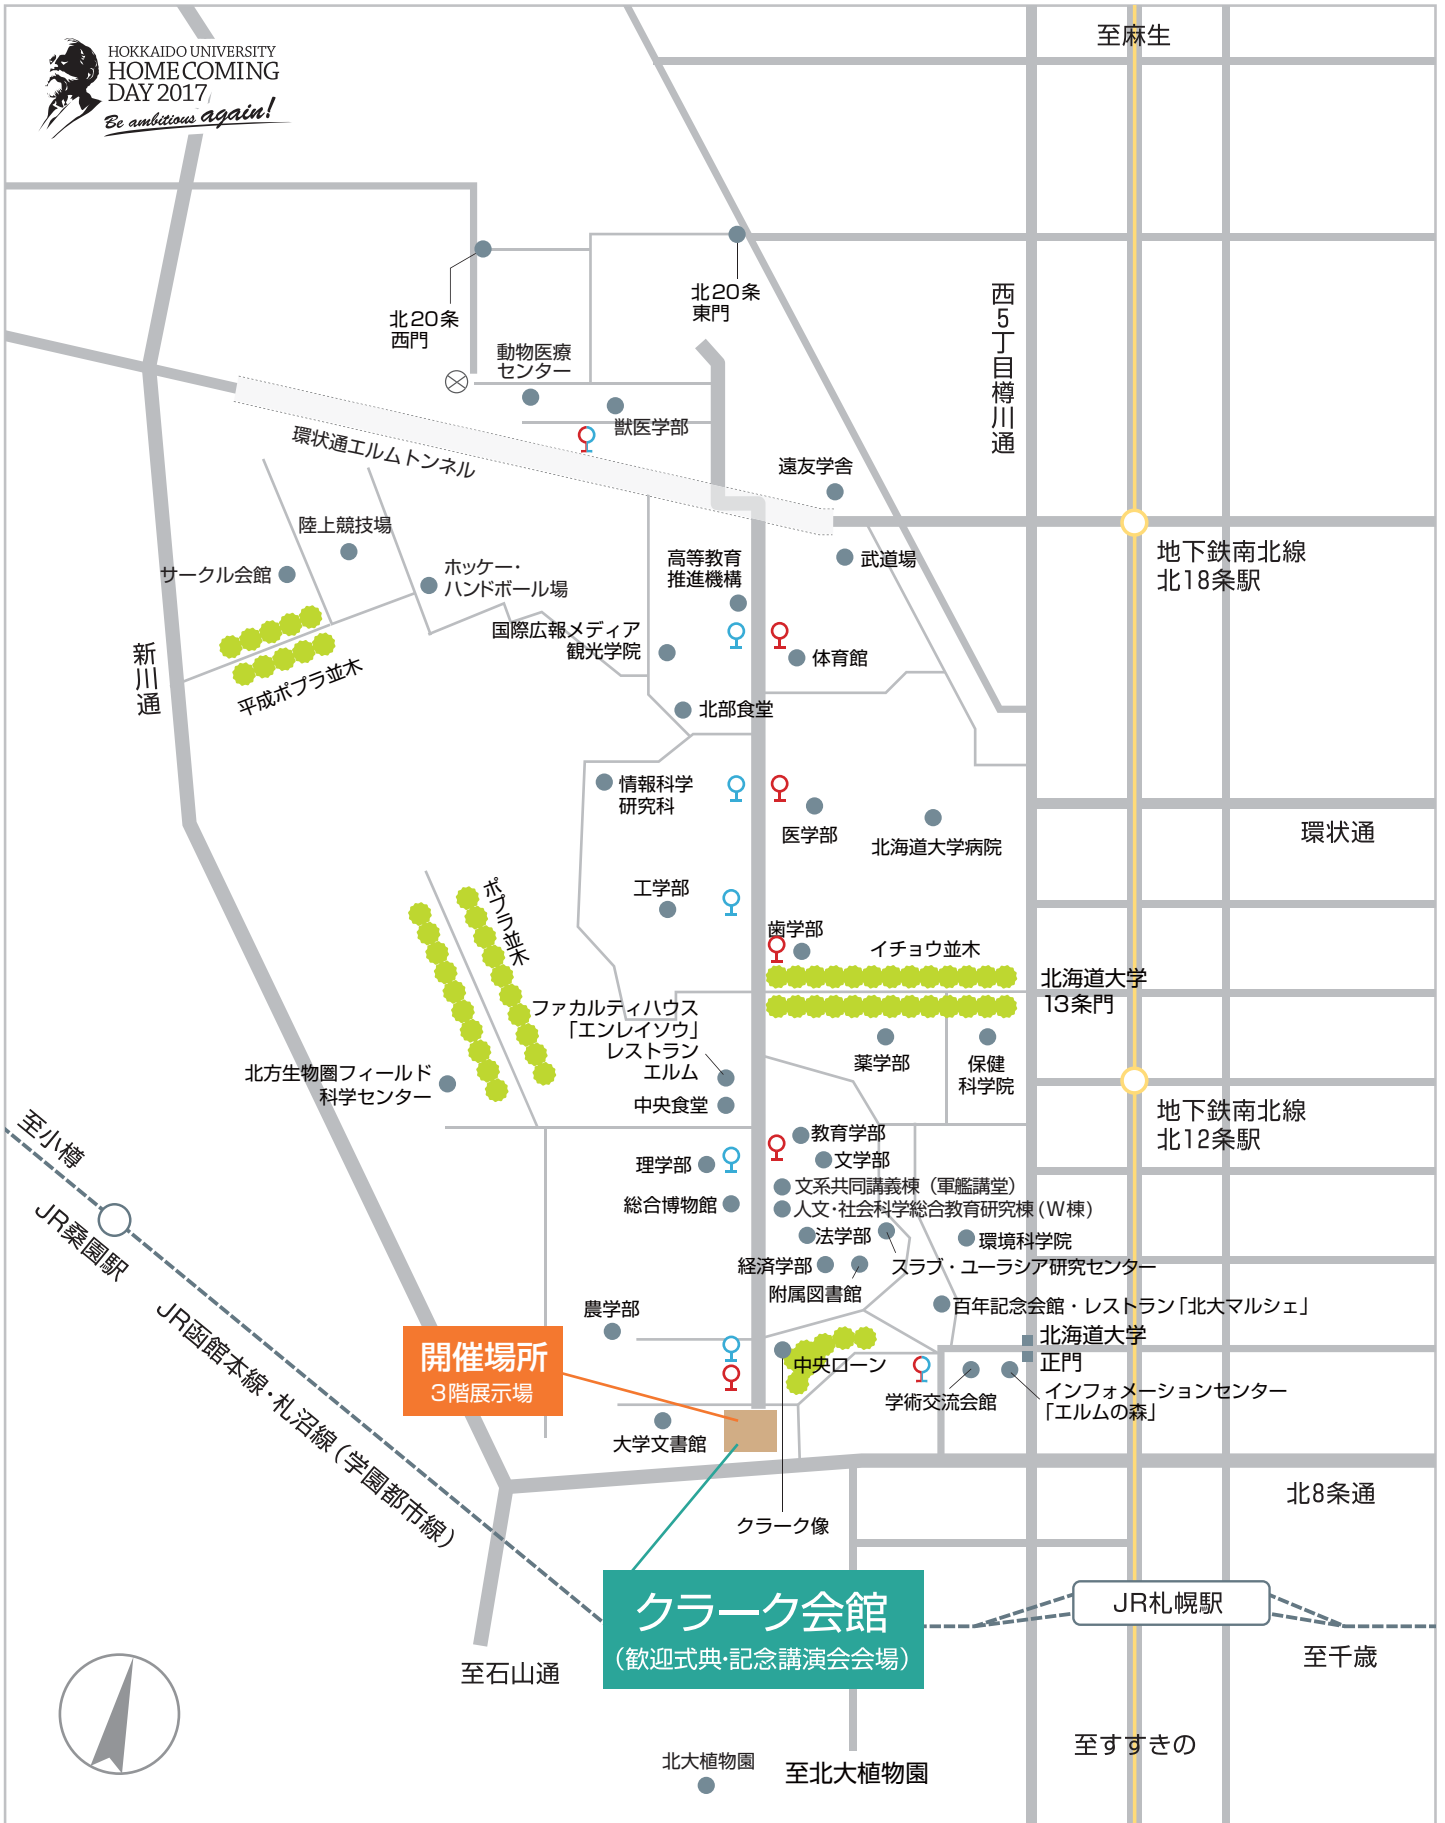 HOKKAIDO UNIVERSITY
HOMECOMING
DAY 2017
Be ambitious again!
至麻生
北20条
西門
北20条
東門
西5丁目樽川通
動物医療
センター
獣医学部
環状通エルムトンネル
遠友学舎
陸上競技場
サークル会館
ホッケー・
ハンドボール場
高等教育
推進機構
武道場
地下鉄南北線
北18条駅
国際広報メディア
観光学院
体育館
新川通
平成ポプラ並木
北部食堂
情報科学
研究科
医学部
北海道大学病院
環状通
工学部
ポプラ並木
歯学部
イチョウ並木
北海道大学
13条門
ファカルティハウス
「エンレイソウ」
レストラン
エルム
薬学部
保健
科学院
北方生物圏フィールド
科学センター
中央食堂
地下鉄南北線
北12条駅
至小樽
教育学部
文学部
理学部
文系共同講義棟（軍艦講堂）
総合博物館
人文・社会科学総合教育研究棟(W棟)
JR桑園駅
法学部
環境科学院
経済学部
スラブ・ユーラシア研究センター
附属図書館
農学部
百年記念会館・レストラン「北大マルシェ」
JR函館本線・札沼線（学園都市線）
開催場所
3階展示場
中央ローン
北海道大学
正門
学術交流会館
インフォメーションセンター
「エルムの森」
大学文書館
北8条通
クラーク像
クラーク会館
（歓迎式典・記念講演会会場）
JR札幌駅
至石山通
至千歳
至すすきの
北大植物園
至北大植物園